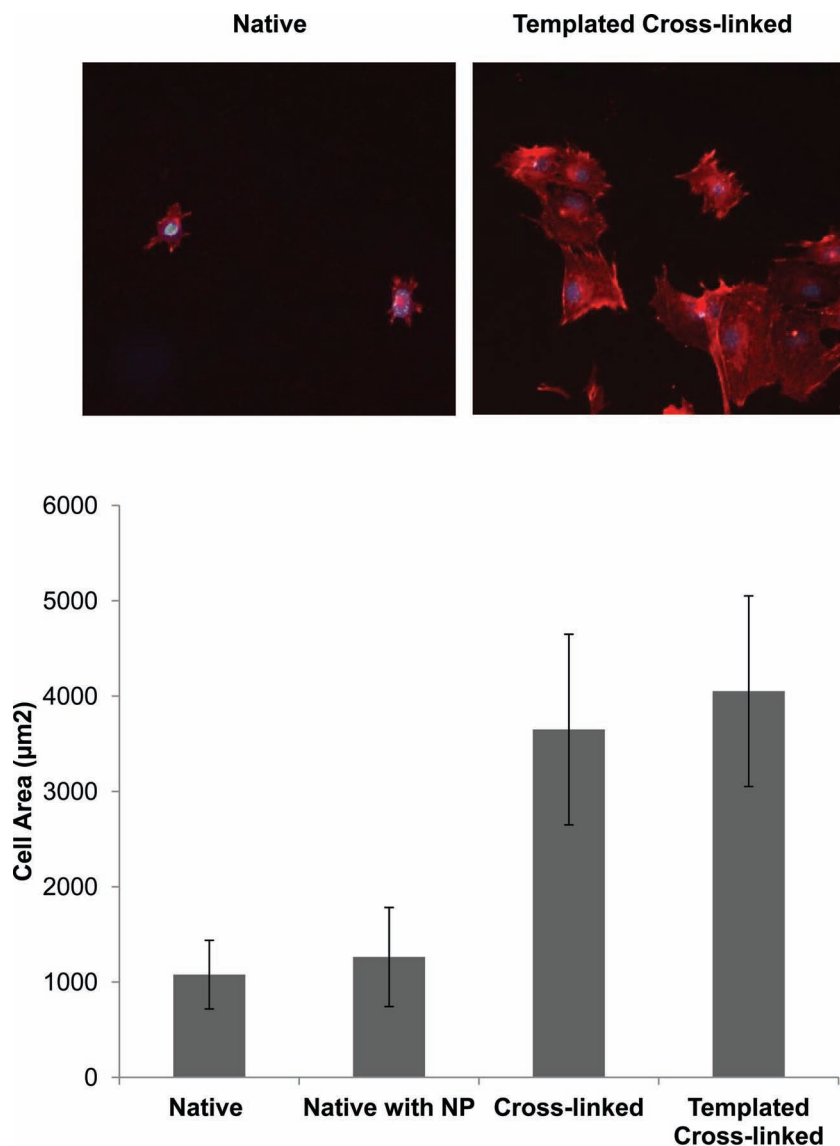 Native
Templated Cross-linked
6000
5000
4000
3000
2000
1000
0
Cell Area (µm2)
Native
Native with NP
Cross-linked
Templated
Cross-linked